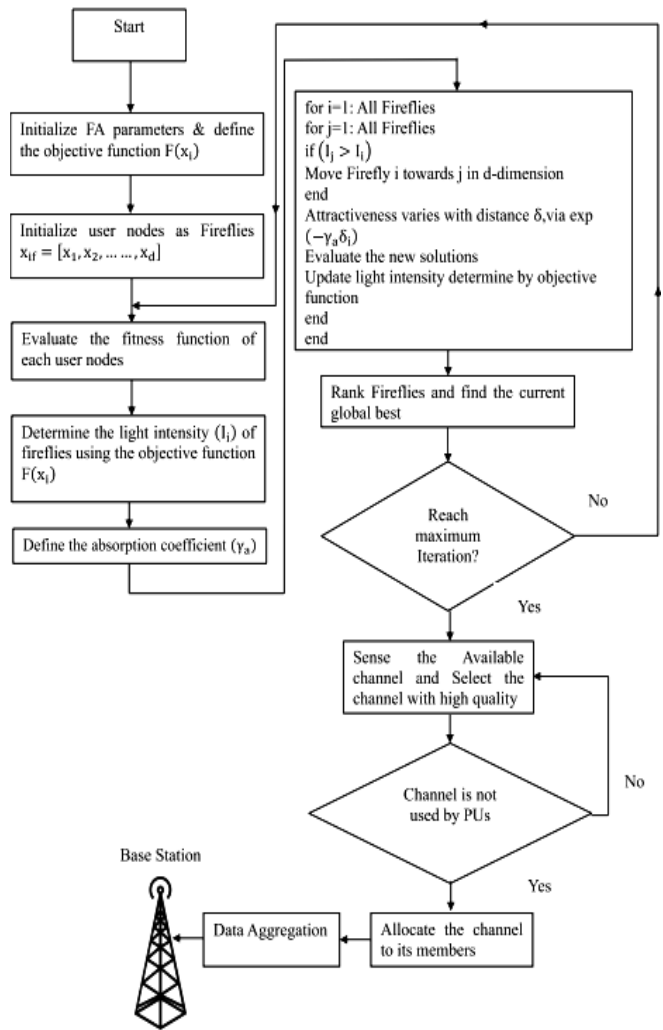 Start
Initialize FA parameters & define
the objective function F(xᵢ)
Initialize user nodes as Fireflies
x_if = [x₁, x₂, … …, x_d]
Evaluate the fitness function of
each user nodes
Determine the light intensity (Iᵢ) of
fireflies using the objective function
F(xᵢ)
Define the absorption coefficient (γₐ)
for i=1: All Fireflies
for j=1: All Fireflies
if (Iⱼ > Iᵢ)
Move Firefly i towards j in d-dimension
end
Attractiveness varies with distance δ,via exp
(−γₐδᵢ)
Evaluate the new solutions
Update light intensity determine by objective
function
end
end
Rank Fireflies and find the current
global best
Reach
maximum
Iteration?
No
Yes
Sense the Available
channel and Select the
channel with high quality
Channel is not
used by PUs
No
Yes
Allocate the channel
to its members
Data Aggregation
Base Station